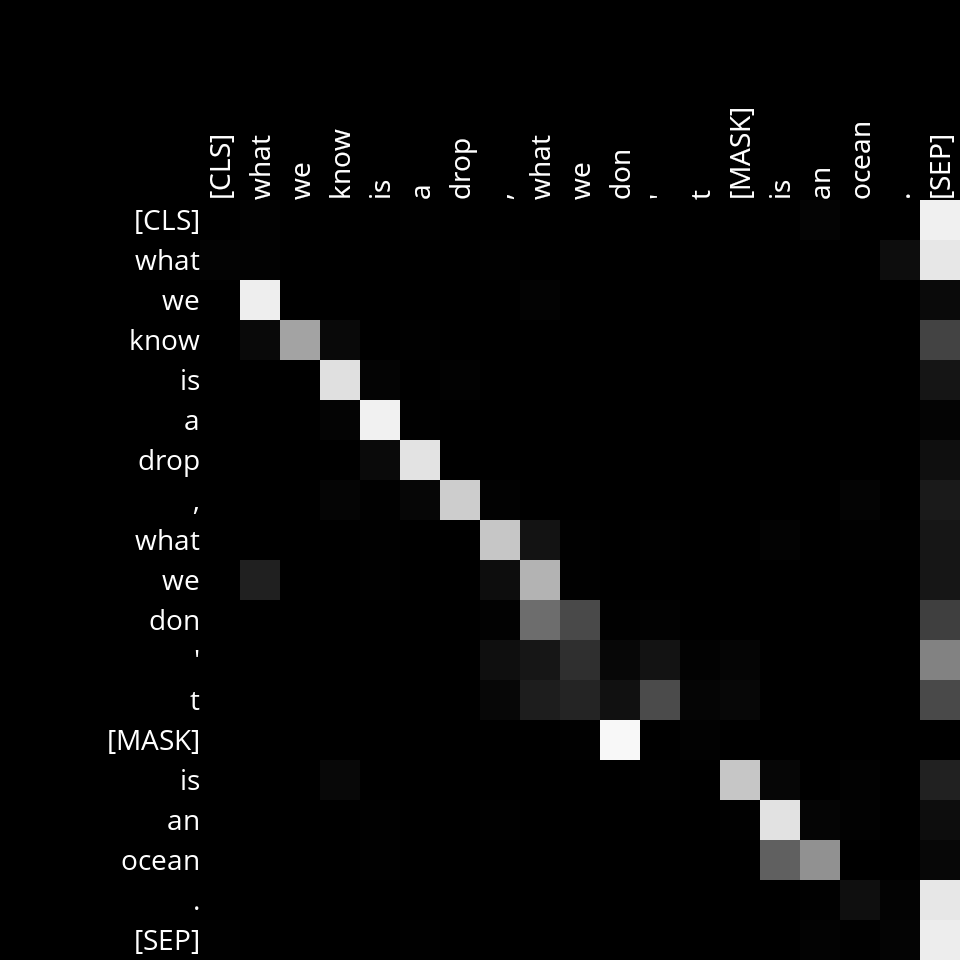 [CLS] what we know is a drop , what we don ' t [MASK] is an ocean . [SEP]
[CLS]
what
we
know
is
a
drop
,
what
we
don
'
t
[MASK]
is
an
ocean
.
[SEP]